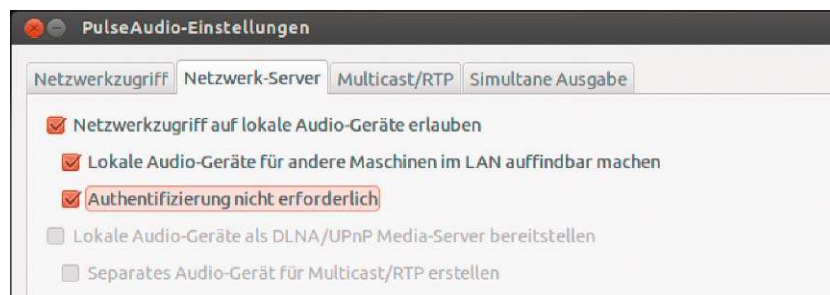 PulseAudio-Einstellungen
Netzwerkzugriff Netzwerk-Server Multicast/RTP Simultane Ausgabe
Netzwerkzugriff auf lokale Audio-Geräte erlauben
Lokale Audio-Geräte für andere Maschinen im LAN auffindbar machen
Authentifizierung nicht erforderlich
Lokale Audio-Geräte als DLNA/UPnP Media-Server bereitstellen
Separates Audio-Gerät für Multicast/RTP erstellen